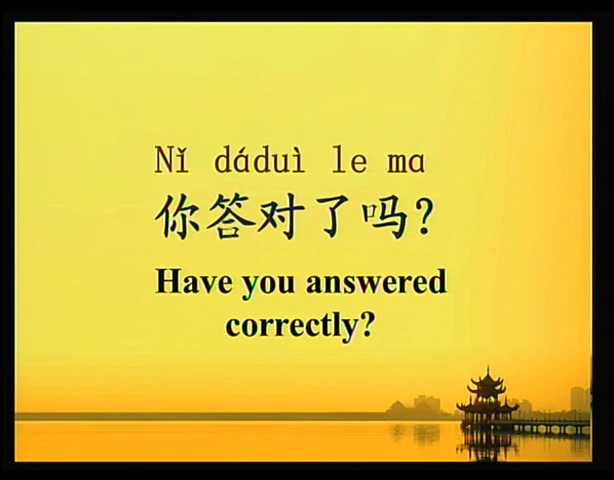 Nǐ dáduì le ma
你答对了吗?
Have you answered
correctly?